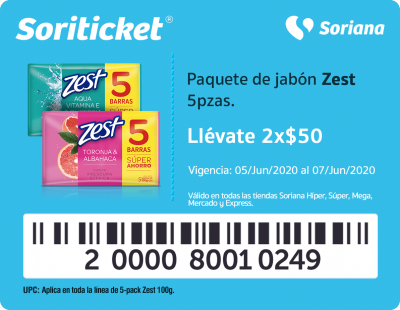 Soriticket®
Soriana
Paquete de jabón Zest
5pzas.
Llévate 2x$50
Vigencia: 05/Jun/2020 al 07/Jun/2020
Válido en todas las tiendas Soriana Hiper, Súper, Mega,
Mercado y Express.
Zest
AQUA
VITAMINA E
5
BARRAS
Zest
TORONJA &
ALBAHACA
5
BARRAS
SÚPER
AHORRO
2 0000 8001 0249
UPC: Aplica en toda la linea de 5-pack Zest 100g.